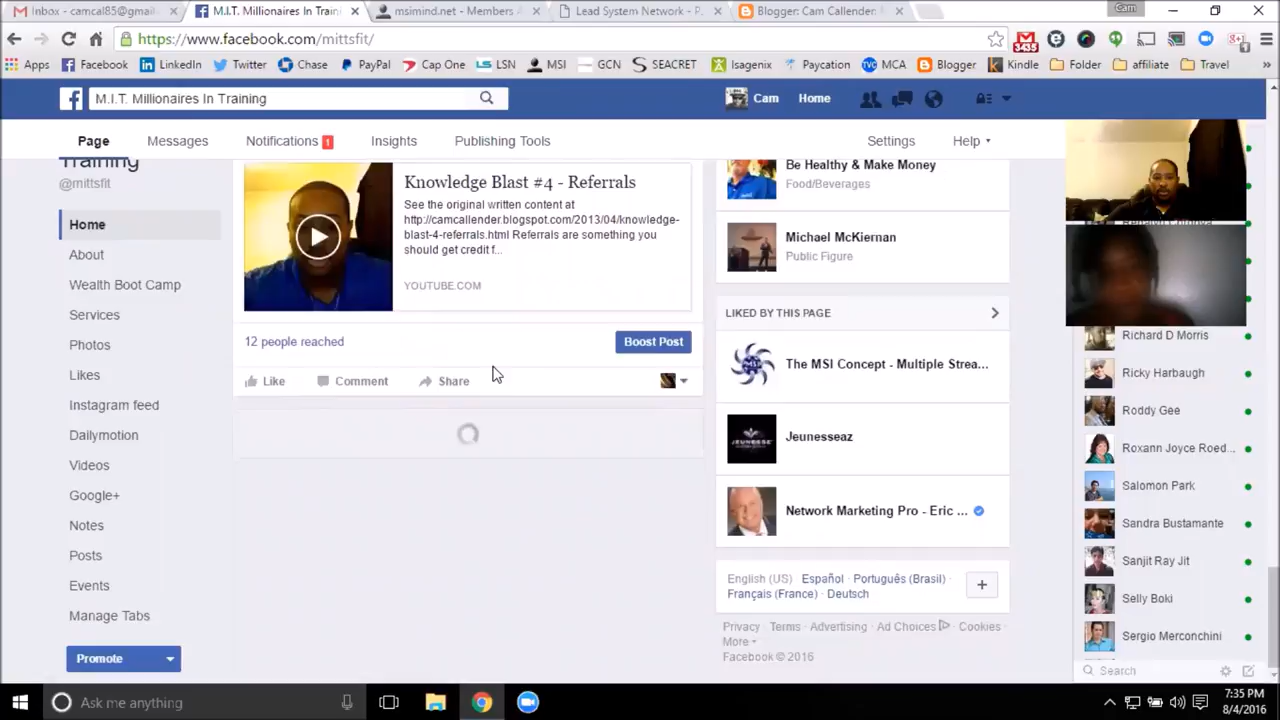 Inbox - camcal85@gmail
M.I.T. Millionaires In Train
msimind.net - Members A
Lead System Network - P
Blogger: Cam Callender: M
Cam
https://www.facebook.com/mittsfit/
3435
Apps
Facebook
LinkedIn
Twitter
Chase
PayPal
Cap One
LSN
MSI
GCN
SEACRET
Isagenix
Paycation
MCA
Blogger
Kindle
Folder
affiliate
Travel
M.I.T. Millionaires In Training
Cam
Home
Page
Messages
Notifications 1
Insights
Publishing Tools
Settings
Help
Training
@mittsfit
Home
About
Wealth Boot Camp
Services
Photos
Likes
Instagram feed
Dailymotion
Videos
Google+
Notes
Posts
Events
Manage Tabs
Promote
Knowledge Blast #4 - Referrals
See the original written content at
http://camcallender.blogspot.com/2013/04/knowledge-
blast-4-referrals.html Referrals are something you
should get credit f...
YOUTUBE.COM
12 people reached
Boost Post
Like
Comment
Share
Be Healthy & Make Money
Food/Beverages
Michael McKiernan
Public Figure
LIKED BY THIS PAGE
The MSI Concept - Multiple Strea...
Jeunesseaz
Network Marketing Pro - Eric ...
English (US) · Español · Português (Brasil) ·
Français (France) · Deutsch
Privacy · Terms · Advertising · Ad Choices · Cookies ·
More
Facebook © 2016
Richard D Morris
Ricky Harbaugh
Roddy Gee
Roxann Joyce Roed...
Salomon Park
Sandra Bustamante
Sanjit Ray Jit
Selly Boki
Sergio Merconchini
Search
Ask me anything
7:35 PM
8/4/2016